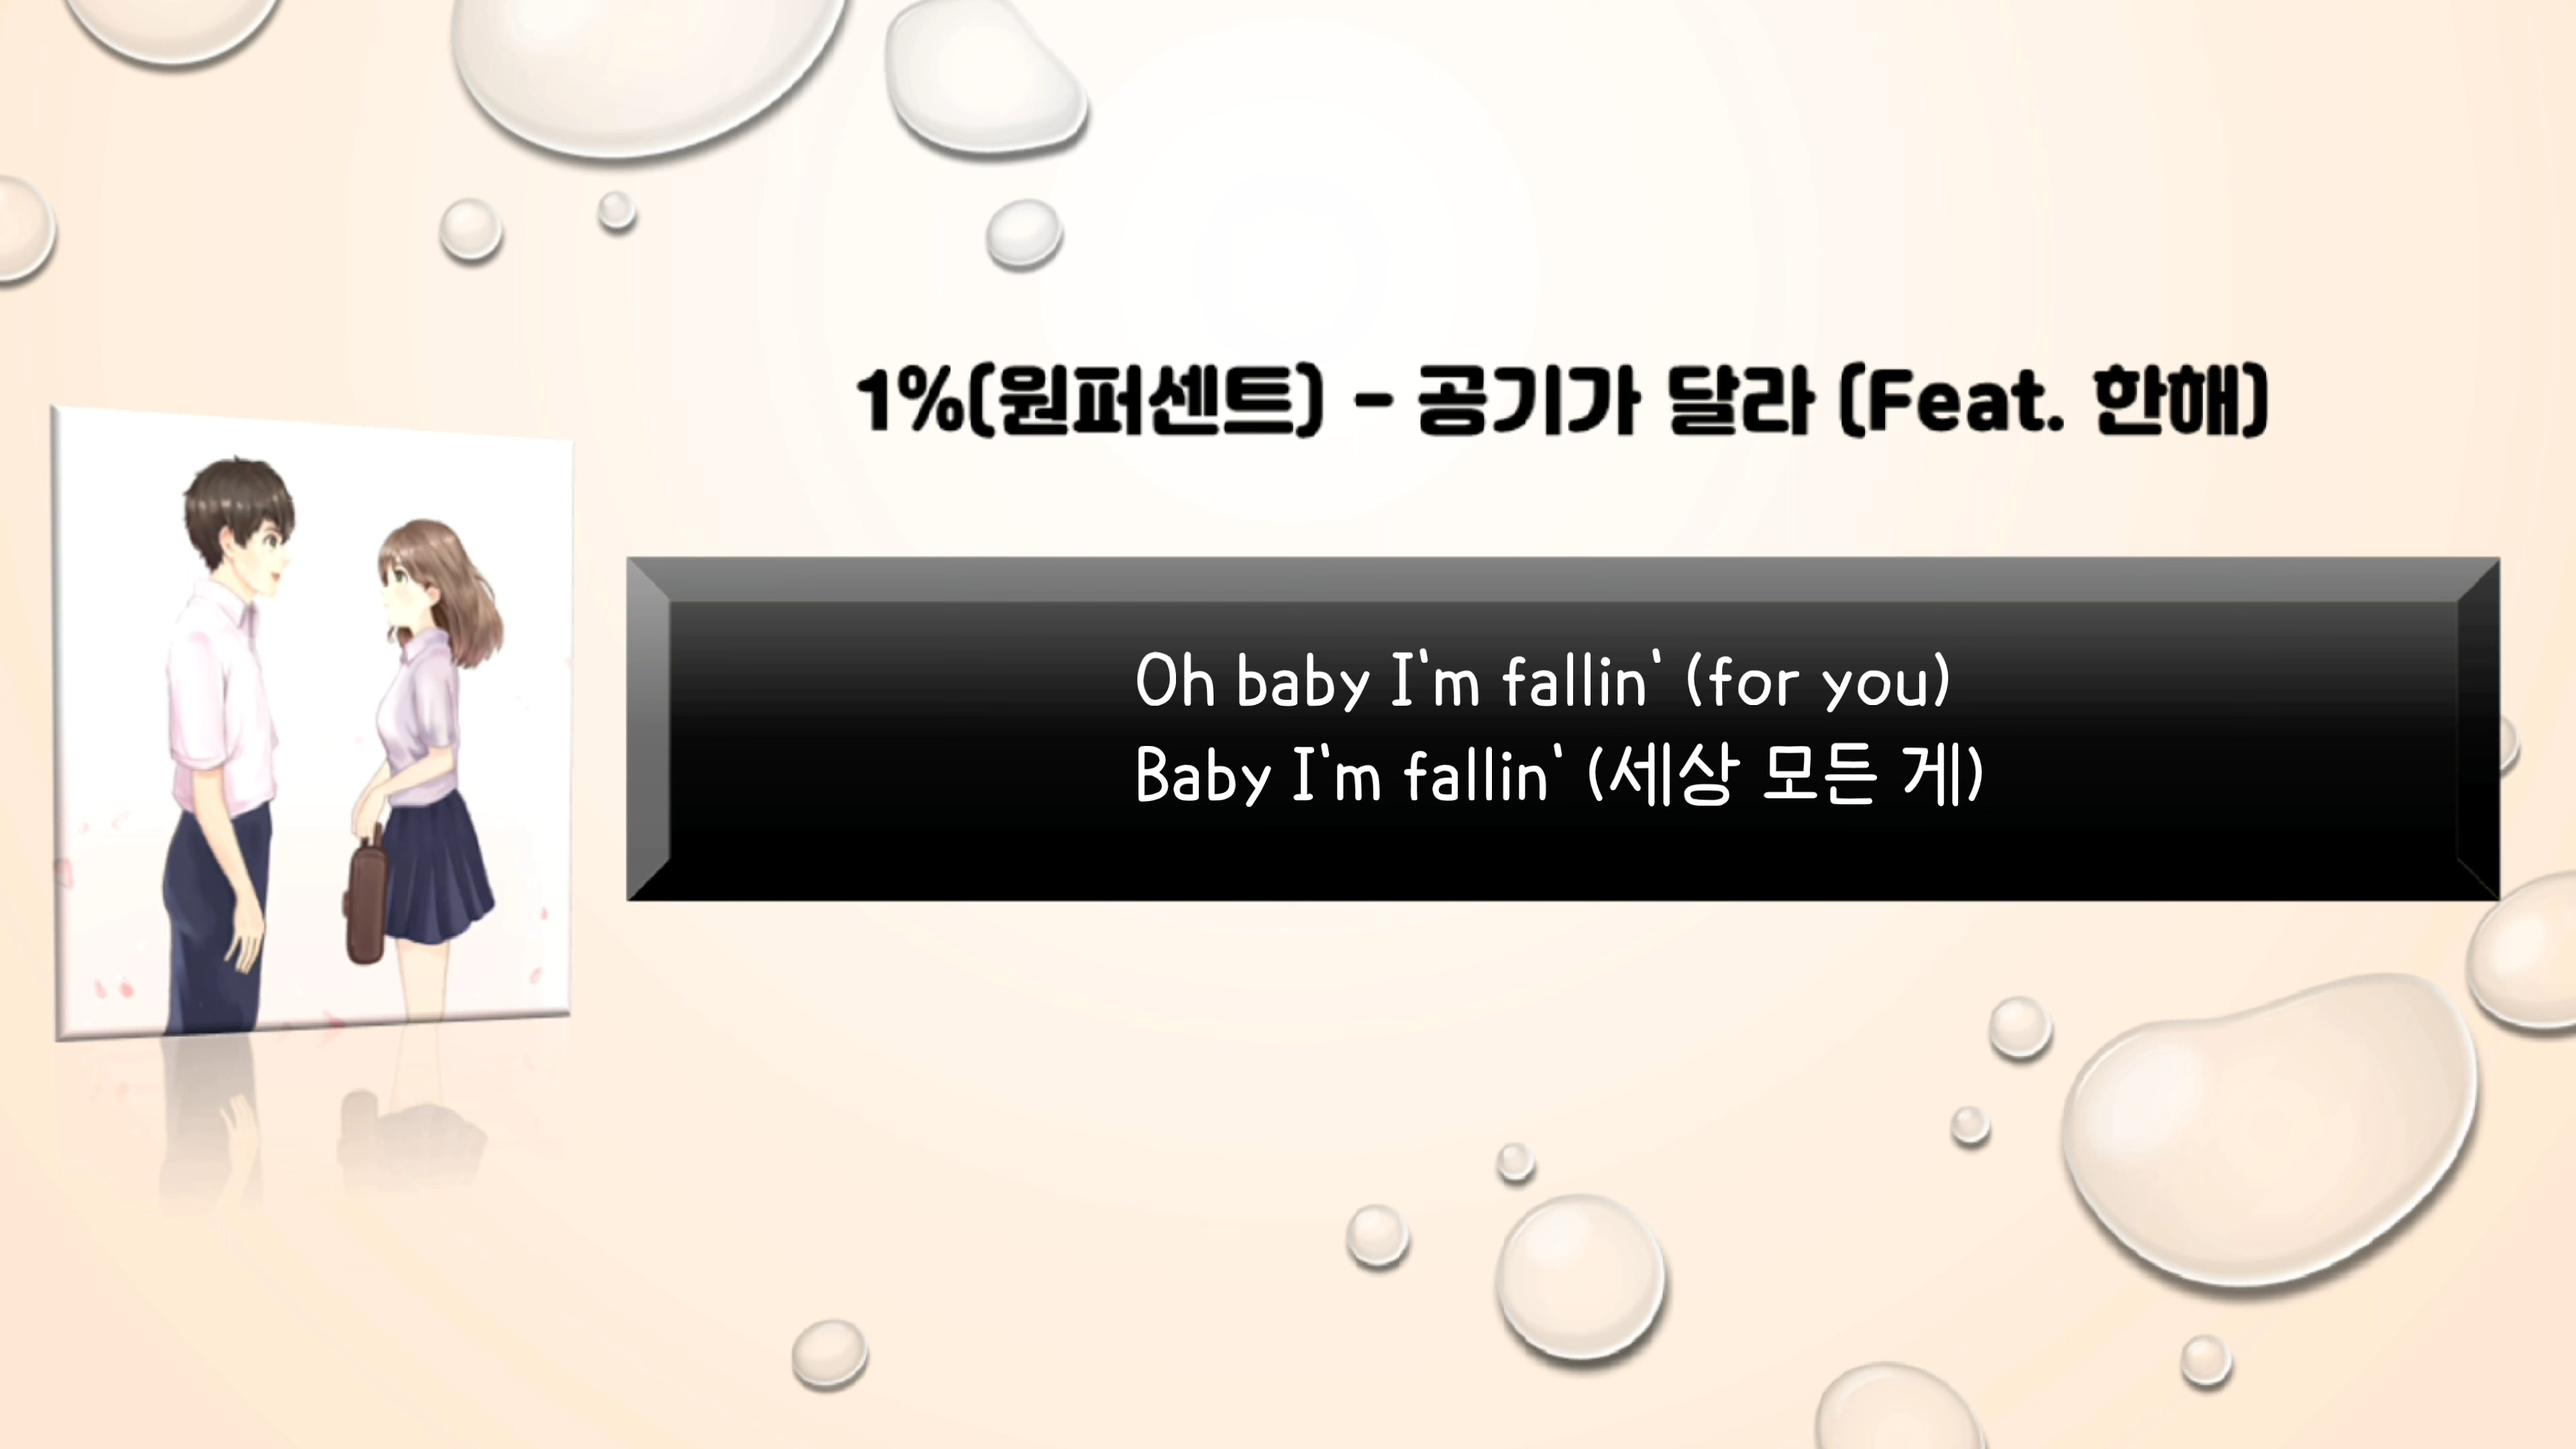 1%(원퍼센트) - 공기가 달라 (Feat. 한해)
Oh baby I'm fallin' (for you)
Baby I'm fallin' (세상 모든 게)